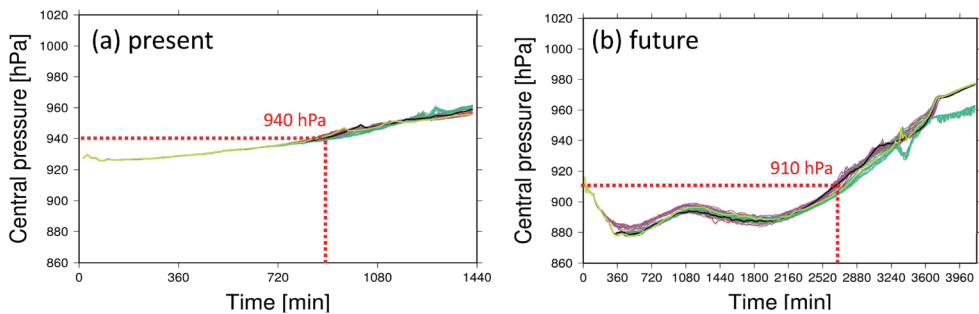 (a) present
Central pressure [hPa]
1020
1000
980
960
940
920
900
880
860
940 hPa
0 360 720 1080 1440
Time [min]
(b) future
Central pressure [hPa]
1020
1000
980
960
940
920
900
880
860
910 hPa
0 360 720 1080 1440 1800 2160 2520 2880 3240 3600 3960
Time [min]